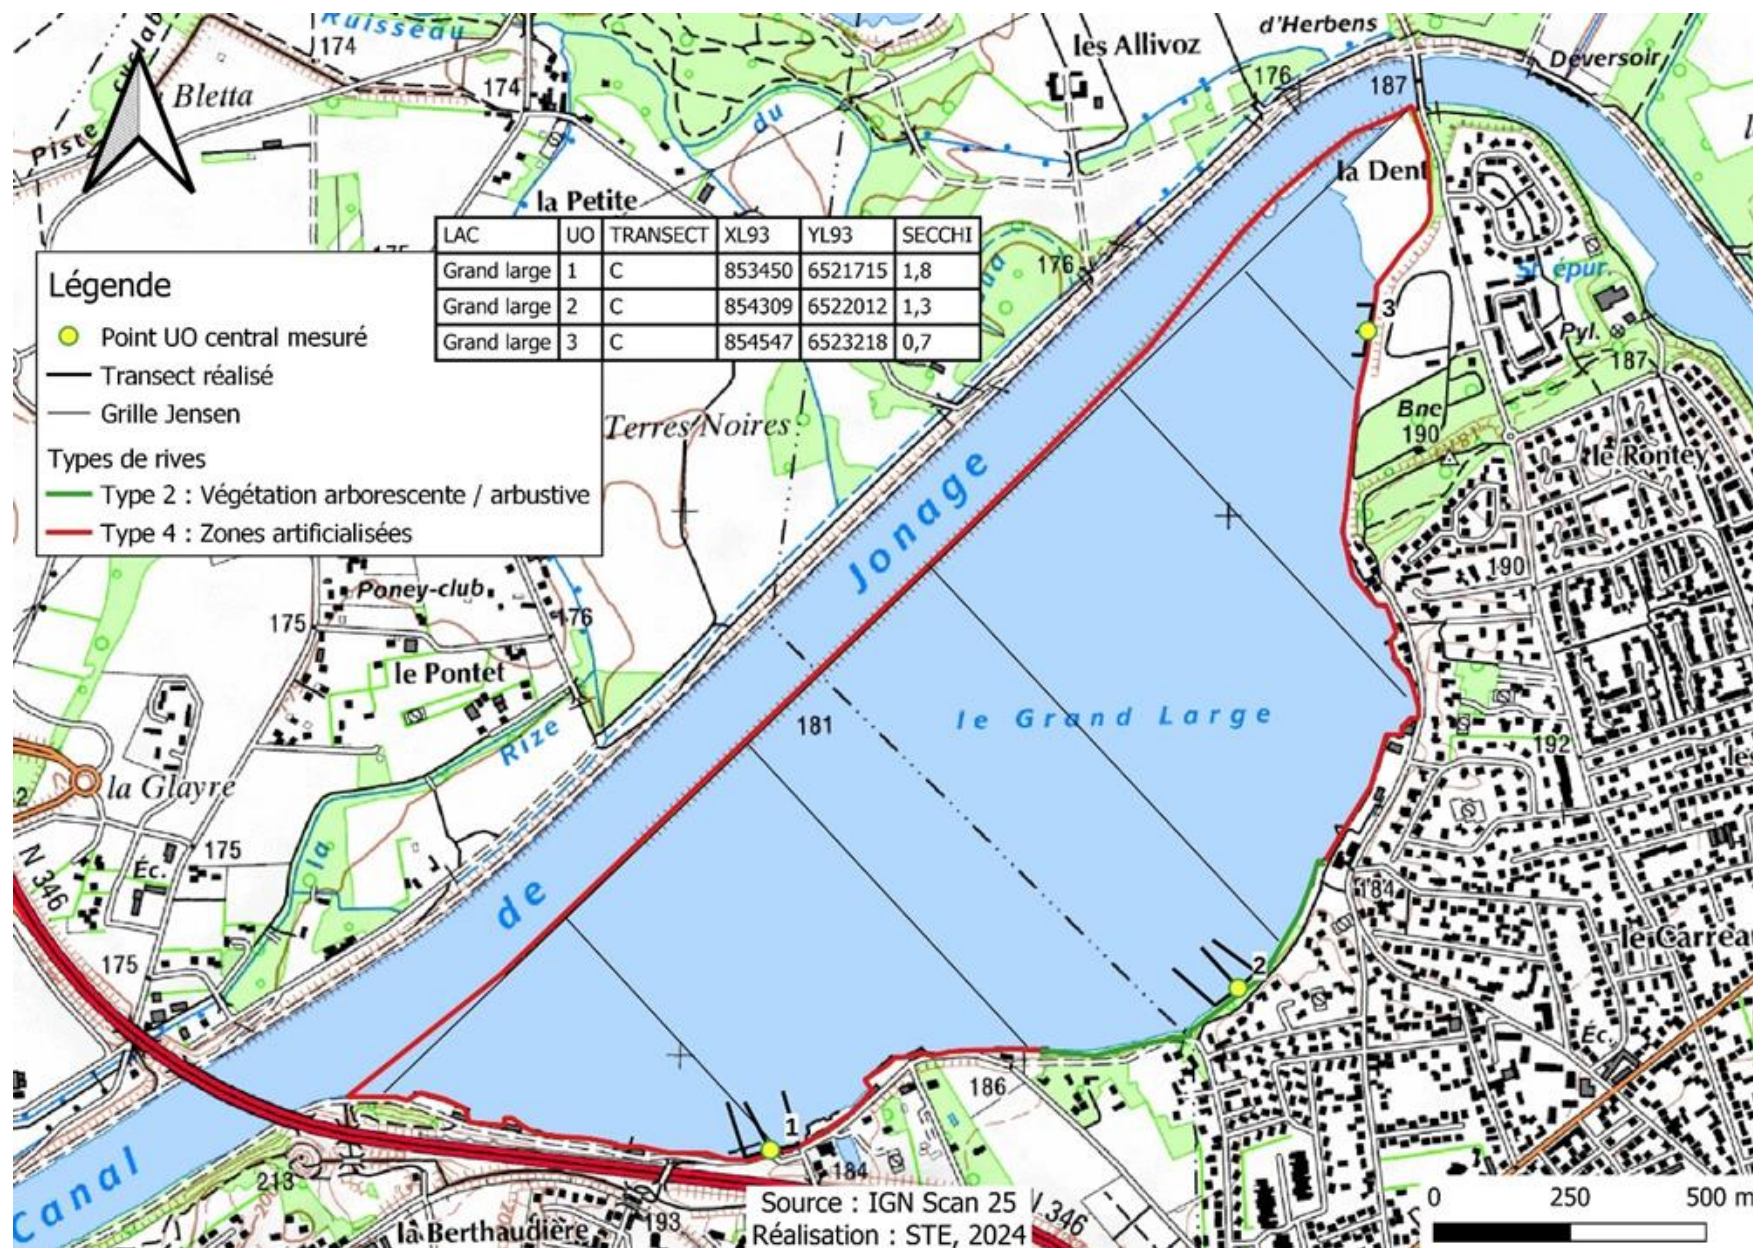 Ruisseau
174
Piste
cyclab
Bletta
174
du
les Allivoz
d'Herbens
176
187
Déversoir
la Petite
la Dent
LAC UO TRANSECT XL93 YL93 SECCHI
Grand large 1 C 853450 6521715 1,8
Grand large 2 C 854309 6522012 1,3
Grand large 3 C 854547 6523218 0,7
176
Légende
Point UO central mesuré
Transect réalisé
Grille Jensen
Types de rives
Type 2 : Végétation arborescente / arbustive
Type 4 : Zones artificialisées
3
Pyl.
187
Bne
190
le Rontey
Terres Noires
Jonage
190
Poney-club
175
176
le Pontet
Rize
la
181
le Grand Large
192
la Glayre
2
N 346
Éc.
175
175
de
184
le Carreau
2
Éc.
186
1
184
Canal
213
la Berthaudière
193
N 346
Source : IGN Scan 25
Réalisation : STE, 2024
0 250 500 m